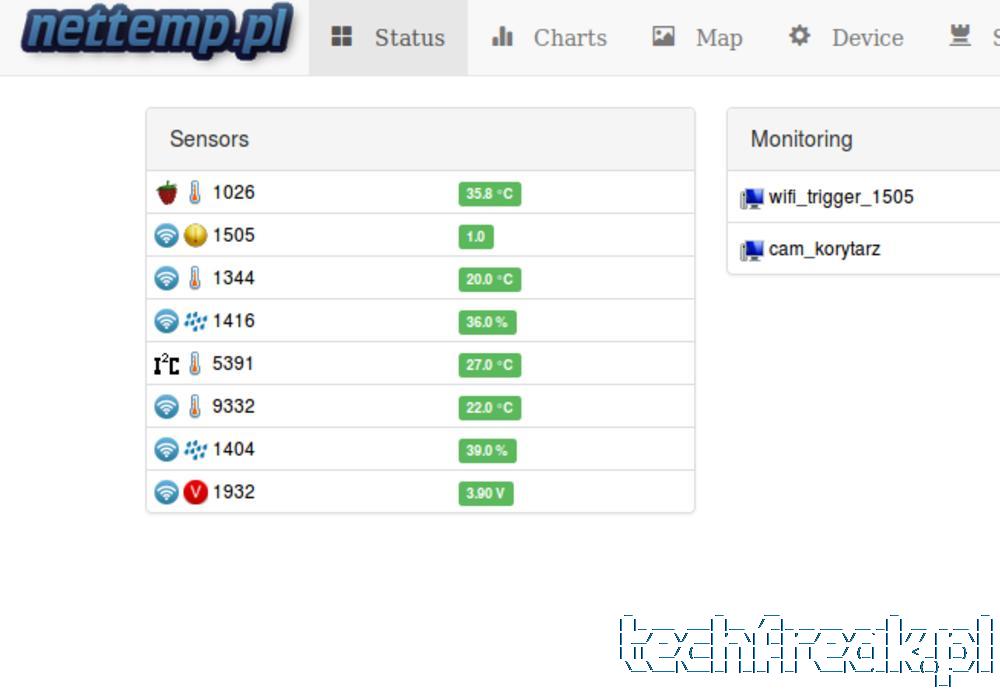 nettemp.pl Status Charts Map Device S
Sensors
1026 35.8 °C
1505 1.0
1344 20.0 °C
1416 36.0 %
I²C 5391 27.0 °C
9332 22.0 °C
1404 39.0 %
V 1932 3.90 V
Monitoring
wifi_trigger_1505
cam_korytarz
techfreak.pl